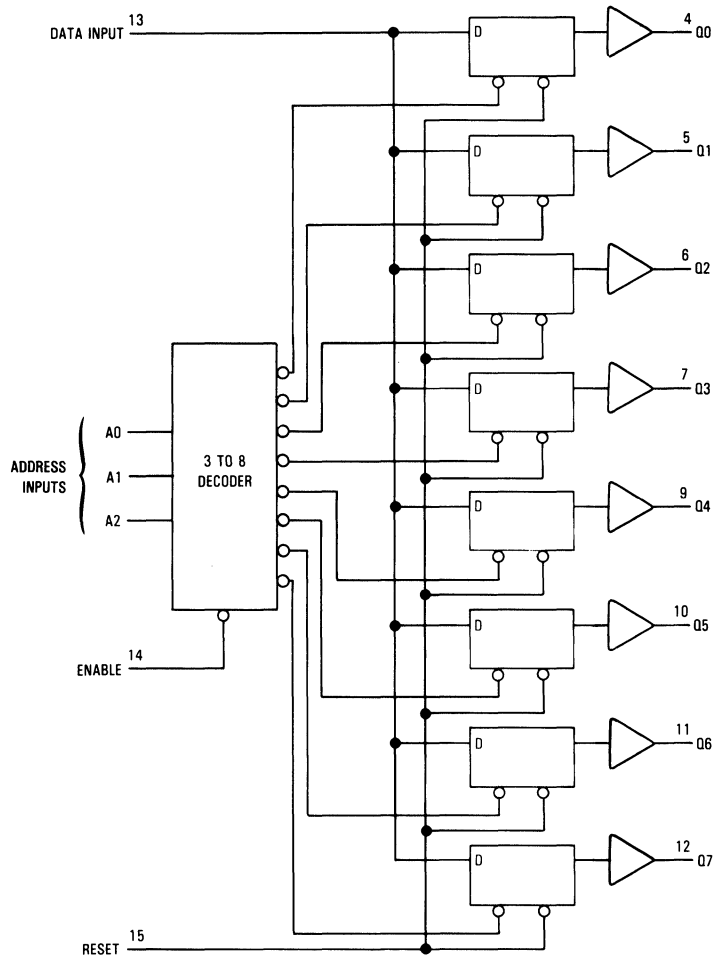 13
DATA INPUT
D
4
Q0
D
5
Q1
D
6
Q2
D
7
Q3
A0
ADDRESS
INPUTS
A1
A2
3 TO 8
DECODER
D
9
Q4
D
10
Q5
14
ENABLE
D
11
Q6
D
12
Q7
15
RESET